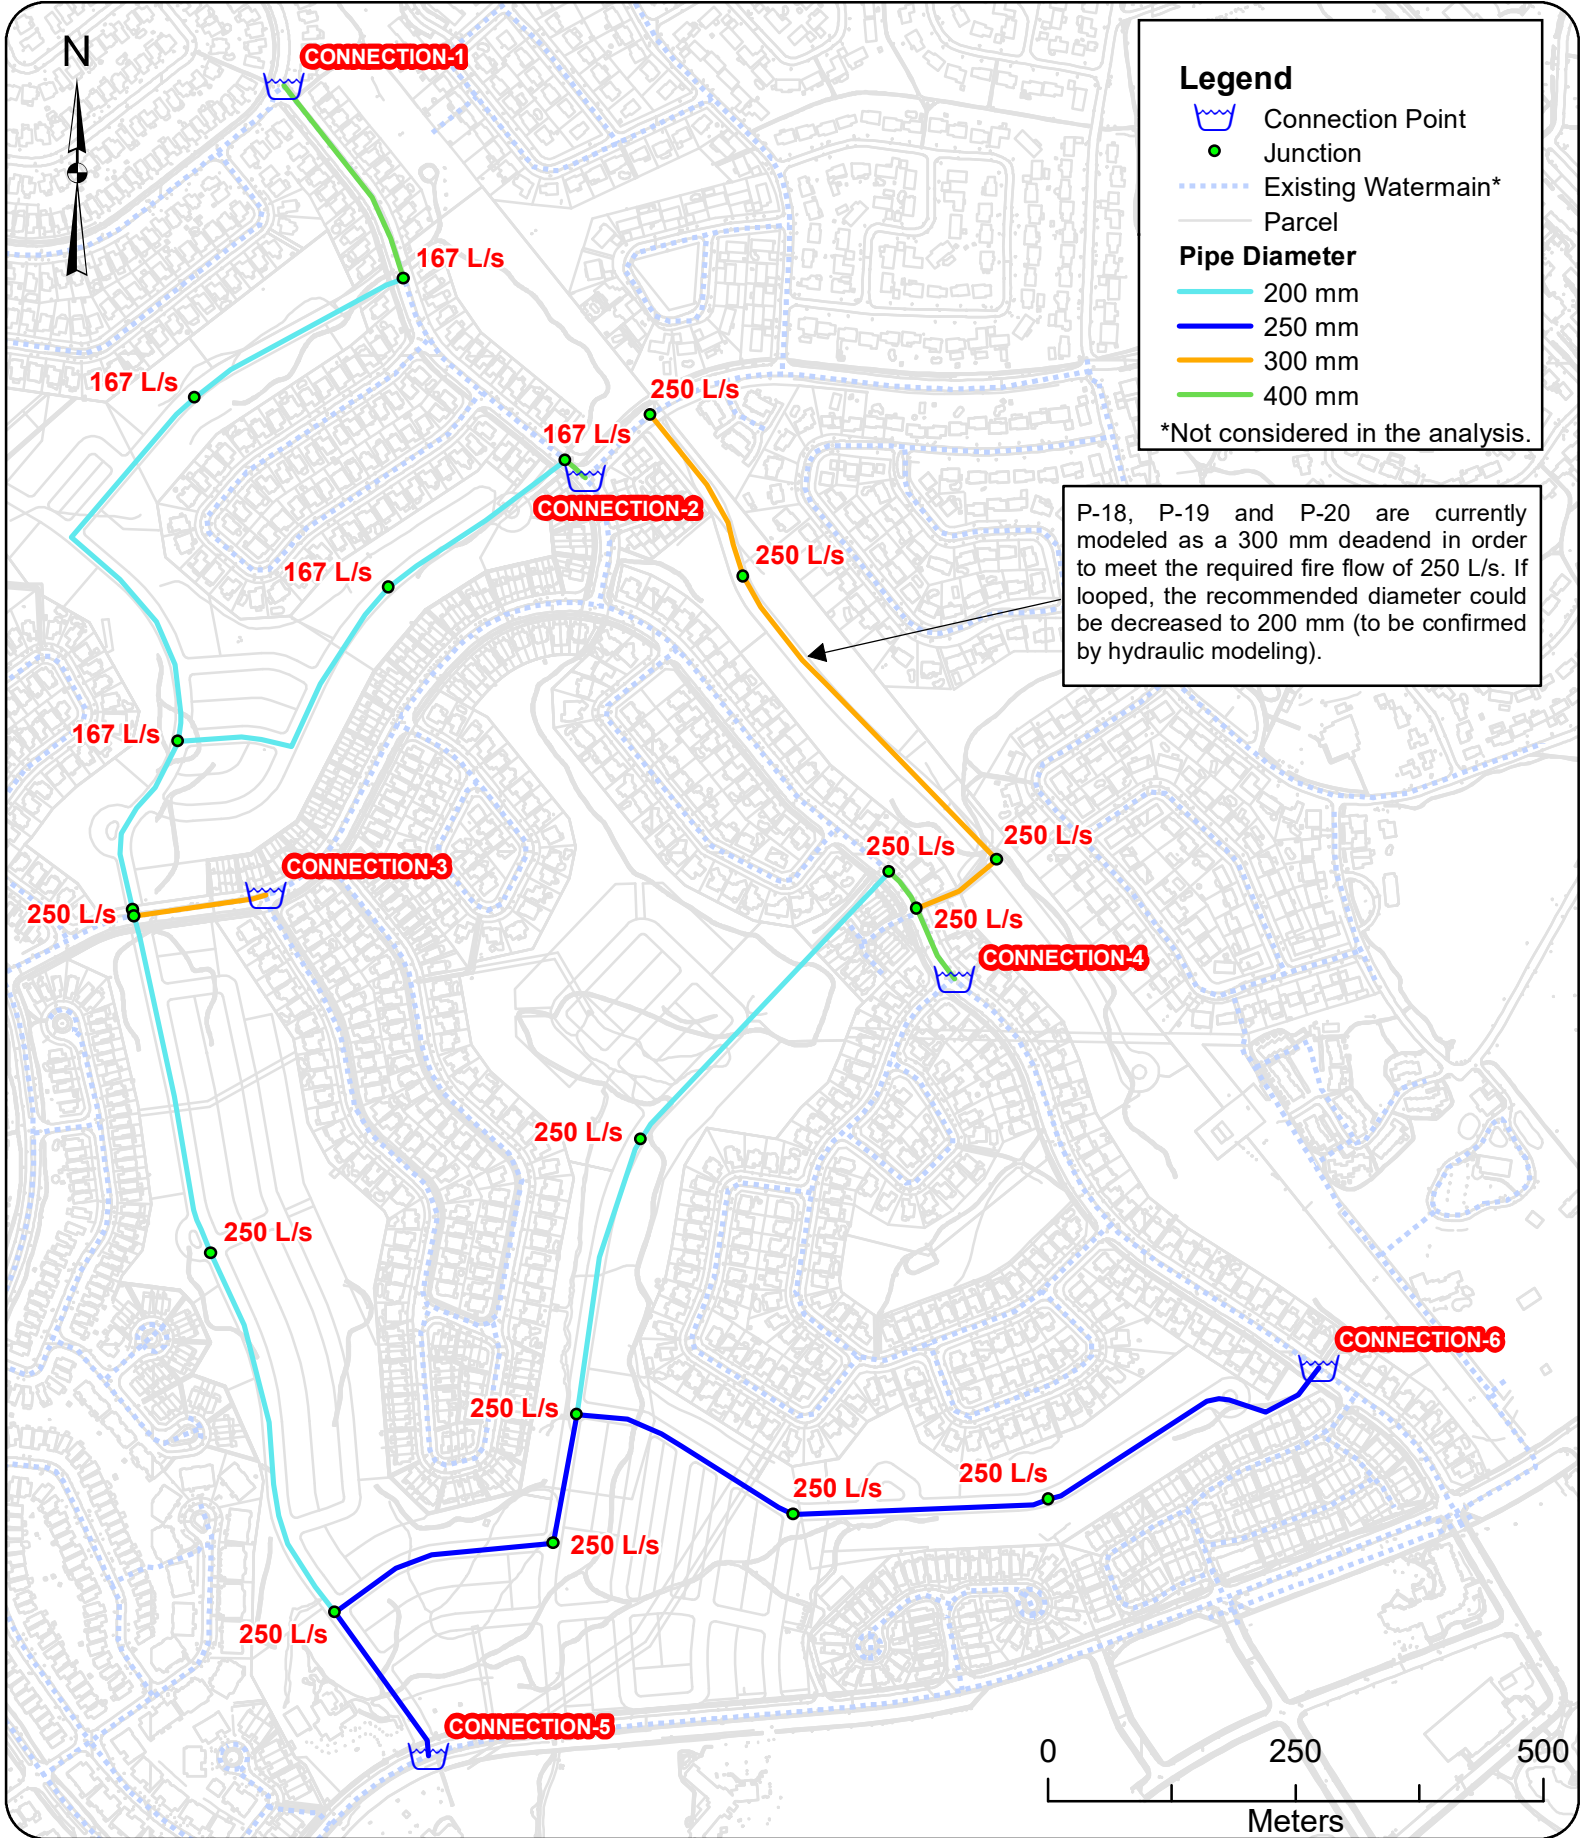 N
CONNECTION-1
Legend
Connection Point
Junction
Existing Watermain*
Parcel
Pipe Diameter
200 mm
250 mm
300 mm
400 mm
*Not considered in the analysis.
167 L/s
167 L/s
250 L/s
167 L/s
CONNECTION-2
P-18, P-19 and P-20 are currently
modeled as a 300 mm deadend in order
to meet the required fire flow of 250 L/s. If
looped, the recommended diameter could
be decreased to 200 mm (to be confirmed
by hydraulic modeling).
250 L/s
167 L/s
167 L/s
250 L/s
250 L/s
CONNECTION-3
250 L/s
250 L/s
CONNECTION-4
250 L/s
250 L/s
CONNECTION-6
250 L/s
250 L/s
250 L/s
250 L/s
250 L/s
CONNECTION-5
0 250 500
Meters